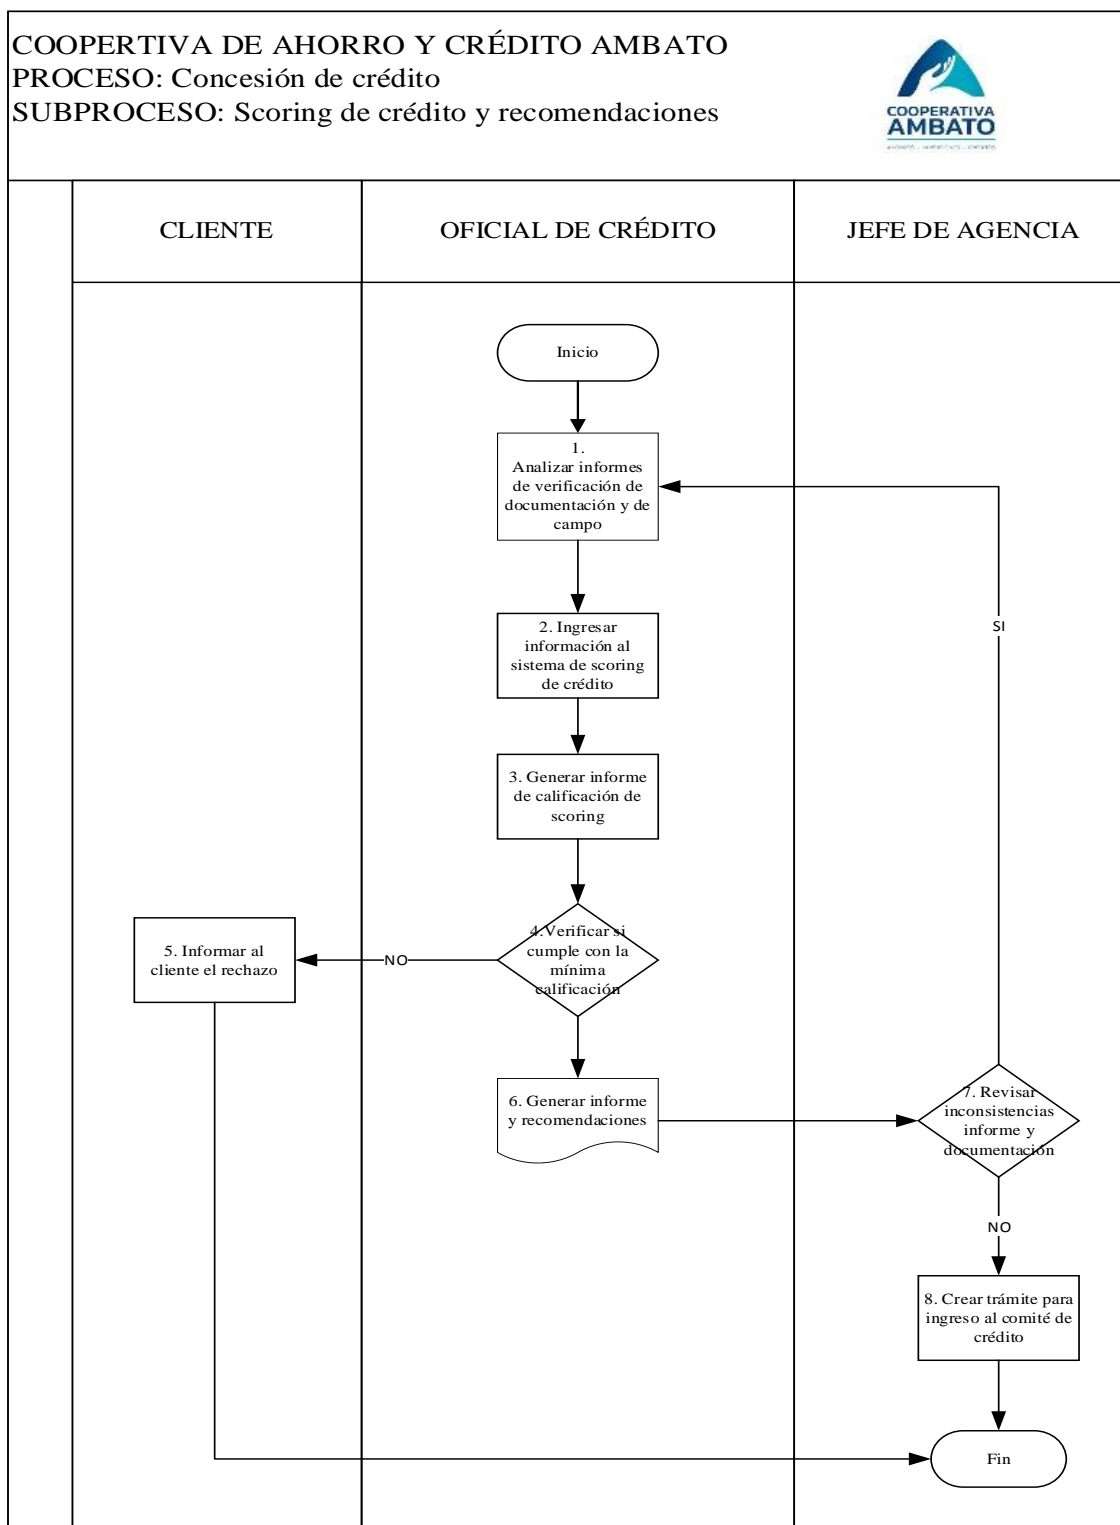 COOPERTIVA DE AHORRO Y CRÉDITO AMBATO
PROCESO: Concesión de crédito
SUBPROCESO: Scoring de crédito y recomendaciones
COOPERATIVA
AMBATO
CLIENTE
OFICIAL DE CRÉDITO
JEFE DE AGENCIA
Inicio
1.
Analizar informes
de verificación de
documentación y de
campo
SI
2. Ingresar
información al
sistema de scoring
de crédito
3. Generar informe
de calificación de
scoring
4.Verificar si
cumple con la
mínima
calificación
NO
5. Informar al
cliente el rechazo
6. Generar informe
y recomendaciones
7. Revisar
inconsistencias
informe y
documentación
NO
8. Crear trámite para
ingreso al comité de
crédito
Fin